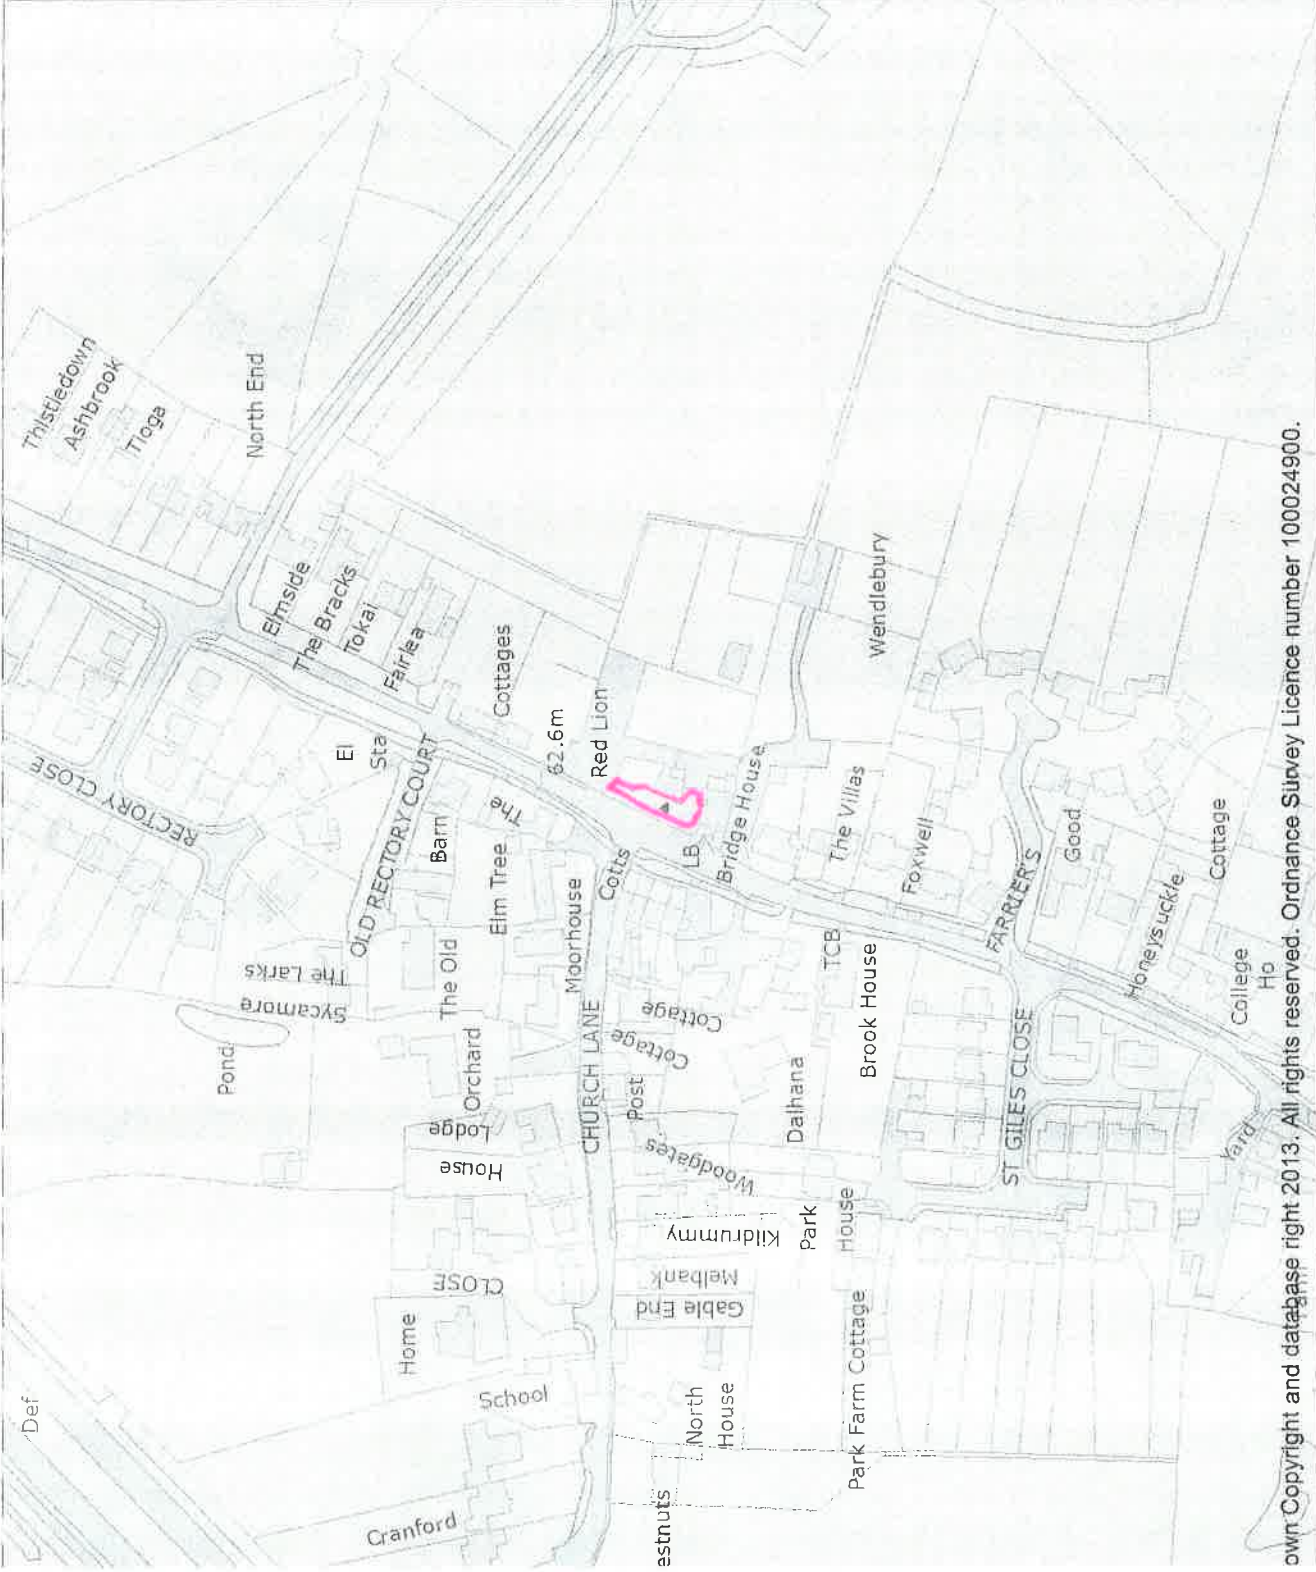 Def
Thistledown
Ashbrook
Tioga
North End
RECTORY CLOSE
Elmside
The Bracks
Tokai
Fairlea
El
Sta
Cottages
OLD RECTORY COURT
62.6m
Red Lion
The
Barn
Elm Tree
Moorhouse
Cotts
LB
Bridge House
Wendlebury
The Villas
Foxwell
The Larks
Sycamore
The Old
Pond
Orchard
Lodge
House
CHURCH LANE
Cottage
Cottage
Post
Woodgates
TCB
Brook House
Dalhana
FARRIER'S
Good
Honeysuckle
Cottage
College
Ho
ST GILES CLOSE
Yard
Park
House
Kildrummy
Melbank
Gable End
CLOSE
Home
School
Cranford
North
House
Park Farm Cottage
estnuts
own Copyright and database right 2013. All rights reserved. Ordnance Survey Licence number 100024900.